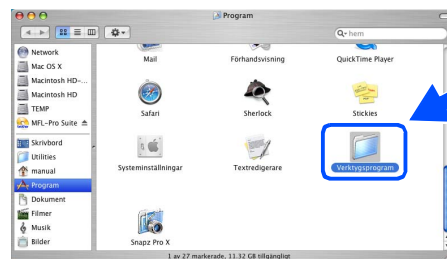 Program
hem
Network
Mac OS X
Macintosh HD-...
Macintosh HD
TEMP
MFL-Pro Suite
Skrivbord
Utilities
manual
Program
Dokument
Filmer
Musik
Bilder
Mail
Förhandsvisning
QuickTime Player
Safari
Sherlock
Stickies
Systeminställningar
Textredigerare
Verktygsprogram
Snapz Pro X
1 av 27 markerade, 11.32 GB tillgängligt